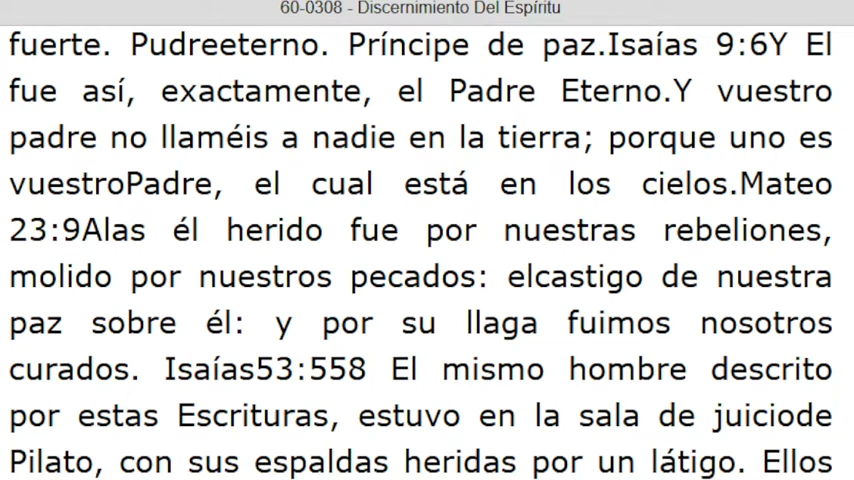 60-0308 - Discernimiento Del Espíritu
fuerte. Pudreeterno. Príncipe de paz.Isaías 9:6Y El
fue así, exactamente, el Padre Eterno.Y vuestro
padre no llaméis a nadie en la tierra; porque uno es
vuestroPadre, el cual está en los cielos.Mateo
23:9Alas él herido fue por nuestras rebeliones,
molido por nuestros pecados: elcastigo de nuestra
paz sobre él: y por su llaga fuimos nosotros
curados. Isaías53:558 El mismo hombre descrito
por estas Escrituras, estuvo en la sala de juiciode
Pilato, con sus espaldas heridas por un látigo. Ellos